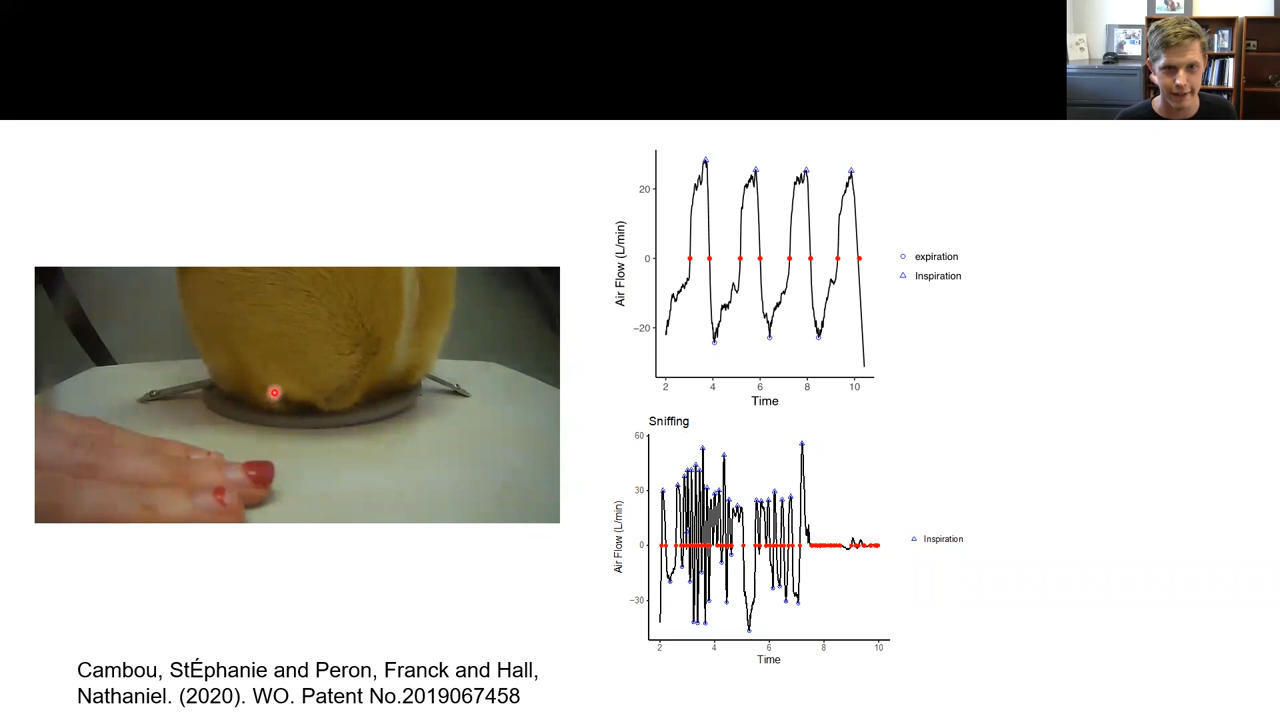 20
0
−20
Air Flow (L/min)
2 4 6 8 10
Time
expiration
Inspiration
Sniffing
60
30
0
−30
Air Flow (L/min)
2 4 6 8 10
Time
Inspiration
Cambou, StÉphanie and Peron, Franck and Hall,
Nathaniel. (2020). WO. Patent No.2019067458